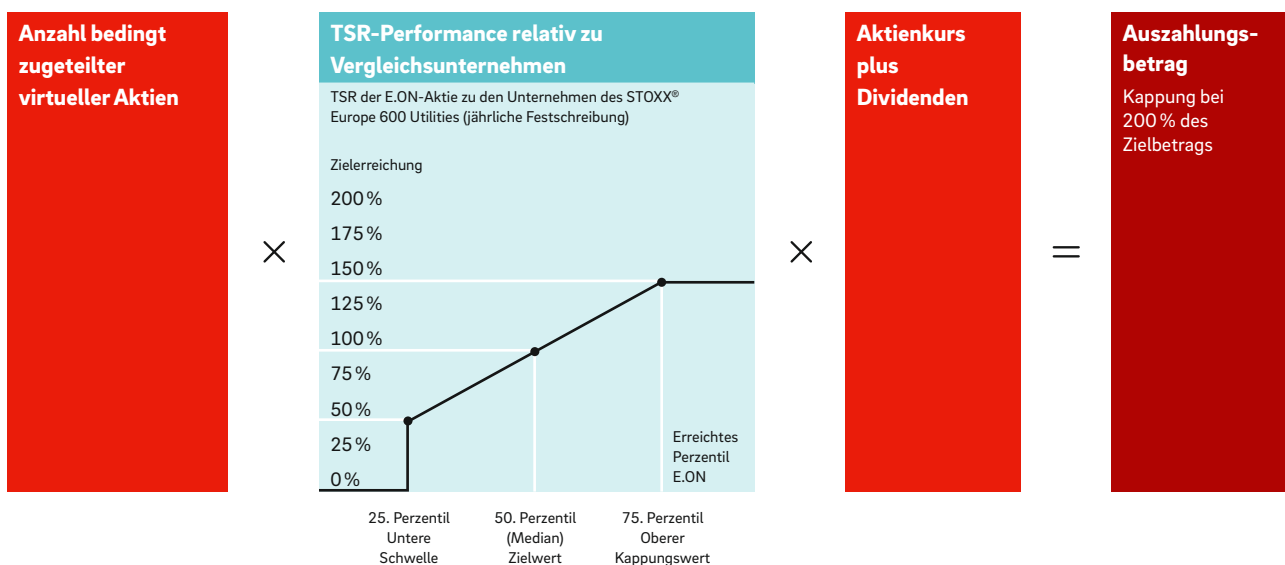 Anzahl bedingt
zugeteilter
virtueller Aktien
×
TSR-Performance relativ zu
Vergleichsunternehmen
TSR der E.ON-Aktie zu den Unternehmen des STOXX®
Europe 600 Utilities (jährliche Festschreibung)
Zielerreichung
200 %
175 %
150 %
125 %
100 %
75 %
50 %
25 %
0 %
Erreichtes
Perzentil
E.ON
25. Perzentil
Untere
Schwelle
50. Perzentil
(Median)
Zielwert
75. Perzentil
Oberer
Kappungswert
×
Aktienkurs
plus
Dividenden
=
Auszahlungs-
betrag
Kappung bei
200 % des
Zielbetrags